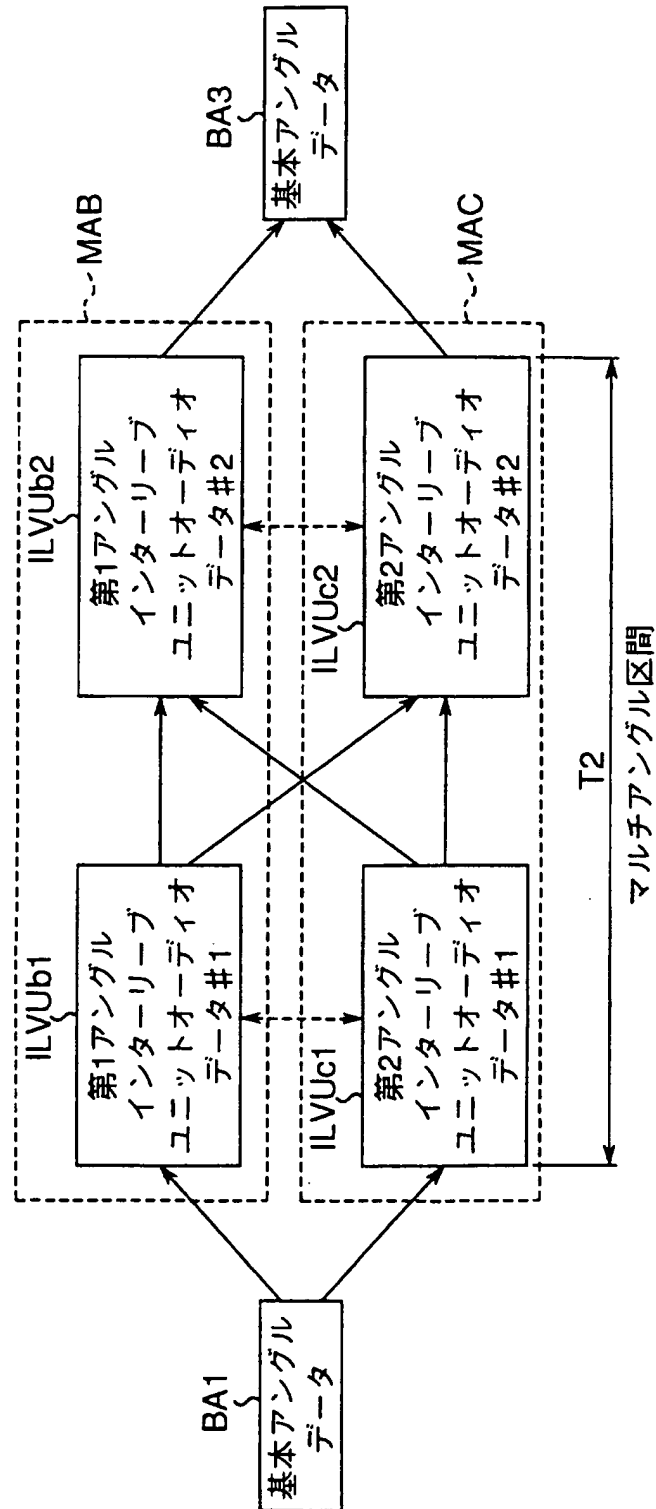 BA1
基本アングル
データ
ILVUb1
第1アングル
インターリーブ
ユニットオーディオ
データ#1
ILVUb2
第1アングル
インターリーブ
ユニットオーディオ
データ#2
MAB
ILVUc1
第2アングル
インターリーブ
ユニットオーディオ
データ#1
ILVUc2
第2アングル
インターリーブ
ユニットオーディオ
データ#2
MAC
BA3
基本アングル
データ
T2
マルチアングル区間